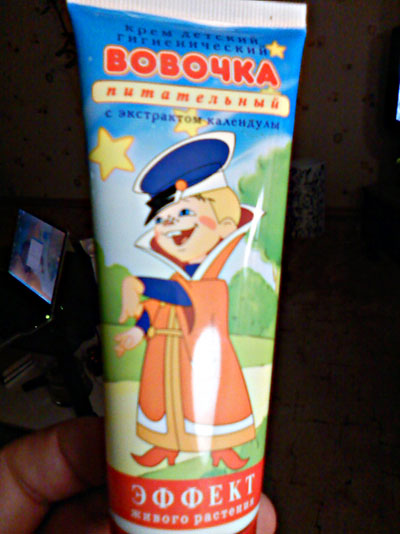 крем детский
гигиенический
ВОВОЧКА
питательный
с экстрактом календулы
ЭФФЕКТ
живого растения